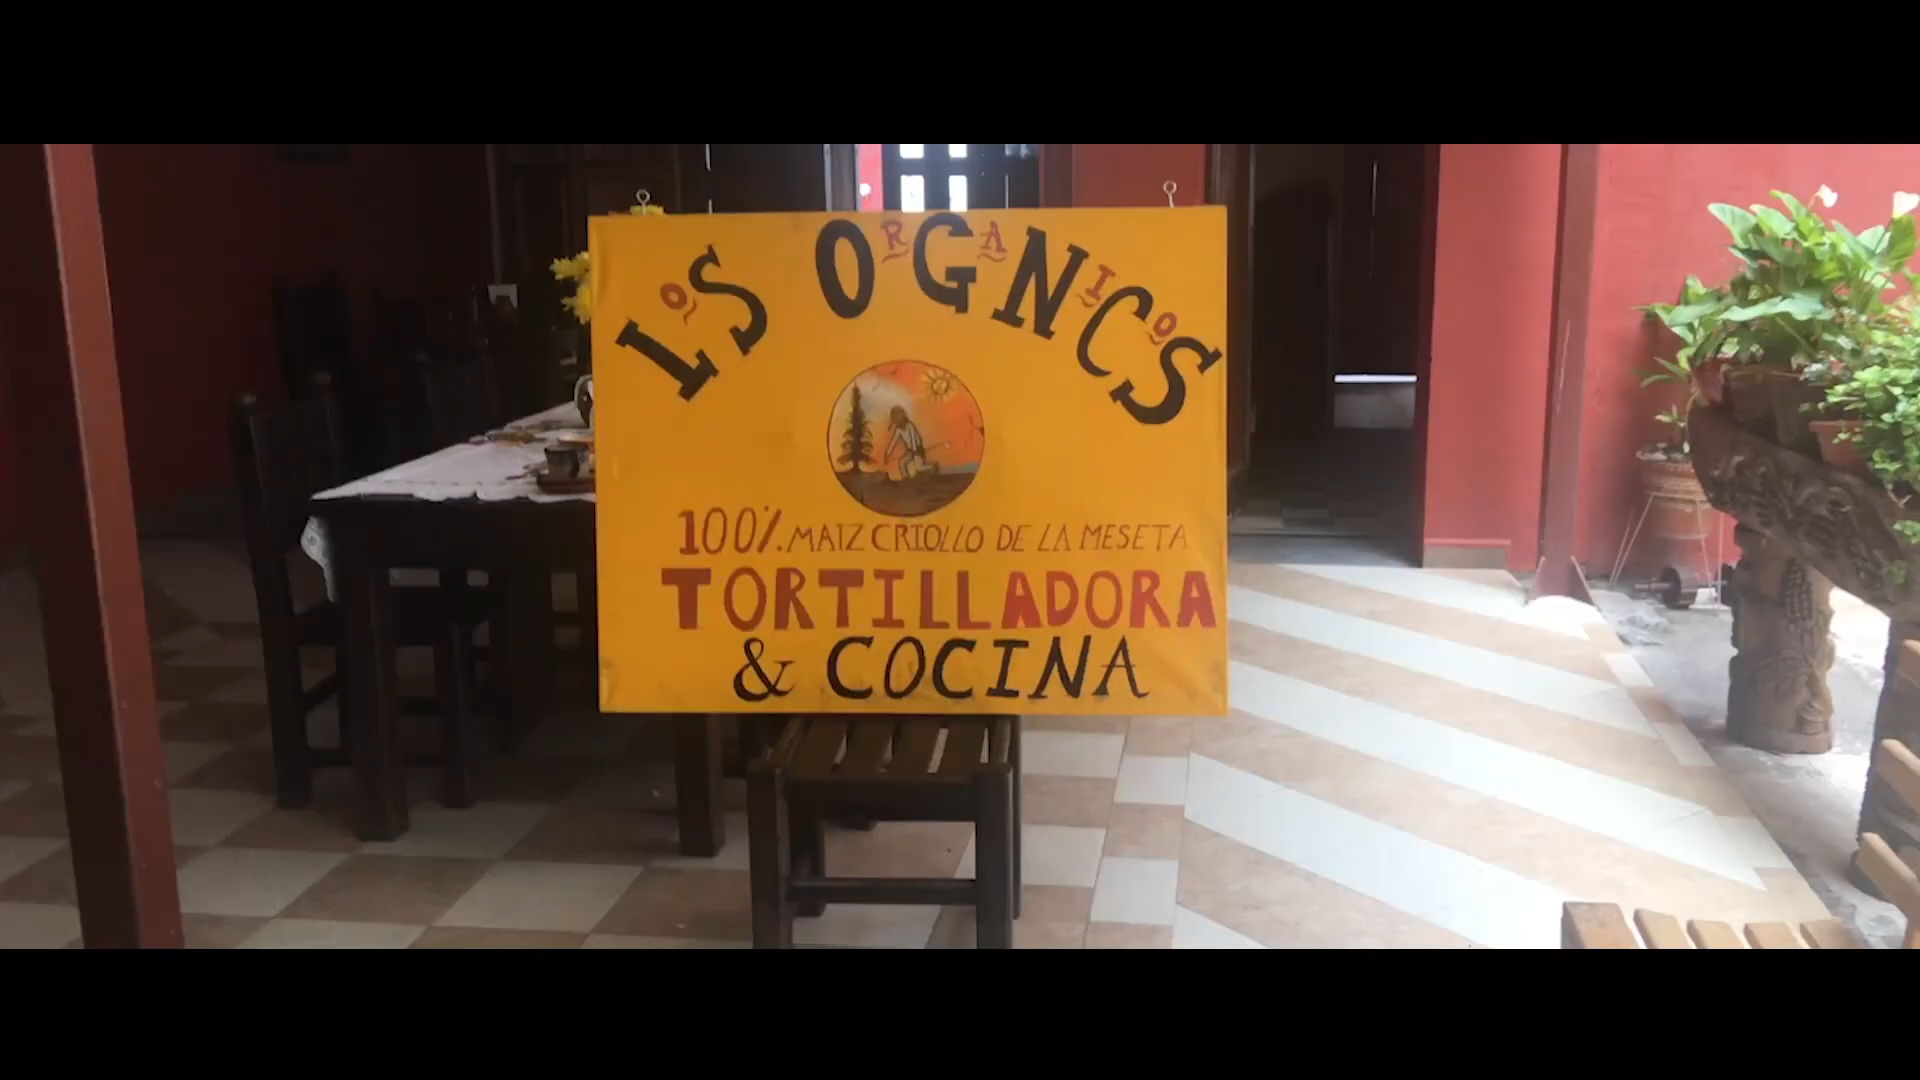 LOS ORGANICOS
100% MAIZ CRIOLLO DE LA MESETA
TORTILLADORA
& COCINA